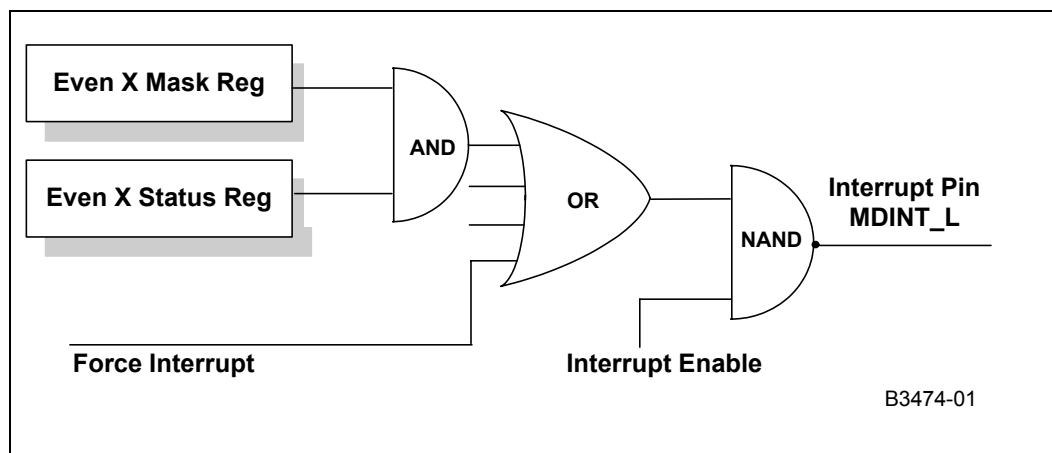 Even X Mask Reg
AND
Even X Status Reg
OR
NAND
Interrupt Pin
MDINT_L
Force Interrupt
Interrupt Enable
B3474-01